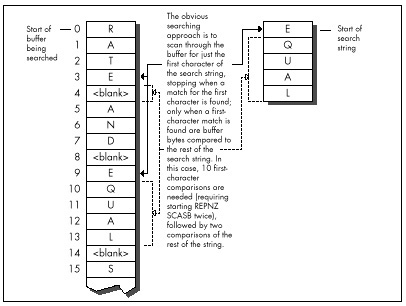 Start of
buffer
being
searched
0 R
1 A
2 T
3 E
4 <blank>
5 A
6 N
7 D
8 <blank>
9 E
10 Q
11 U
12 A
13 L
14 <blank>
15 S
The obvious
searching
approach is to
scan through the
buffer for just the
first character of
the search string,
stopping when a
match for the first
character is found;
only when a first-
character match is
found are buffer
bytes compared to
the rest of the
search string. In
this case, 10 first-
character
comparisons are
needed (requiring
starting REPNZ
SCASB twice),
followed by two
comparisons of the
rest of the string.
E
Q
U
A
L
Start of
search
string